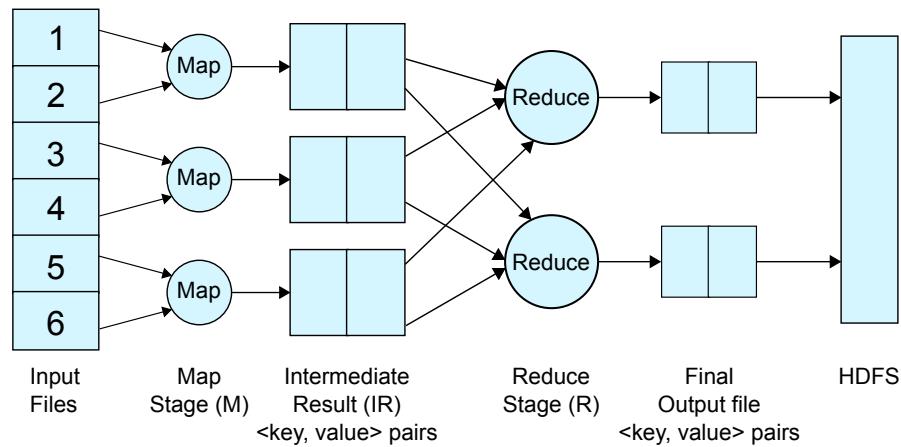 1
2
3
4
5
6
Map
Map
Map
Reduce
Reduce
Input
Files
Map
Stage (M)
Intermediate
Result (IR)
<key, value> pairs
Reduce
Stage (R)
Final
Output file
<key, value> pairs
HDFS